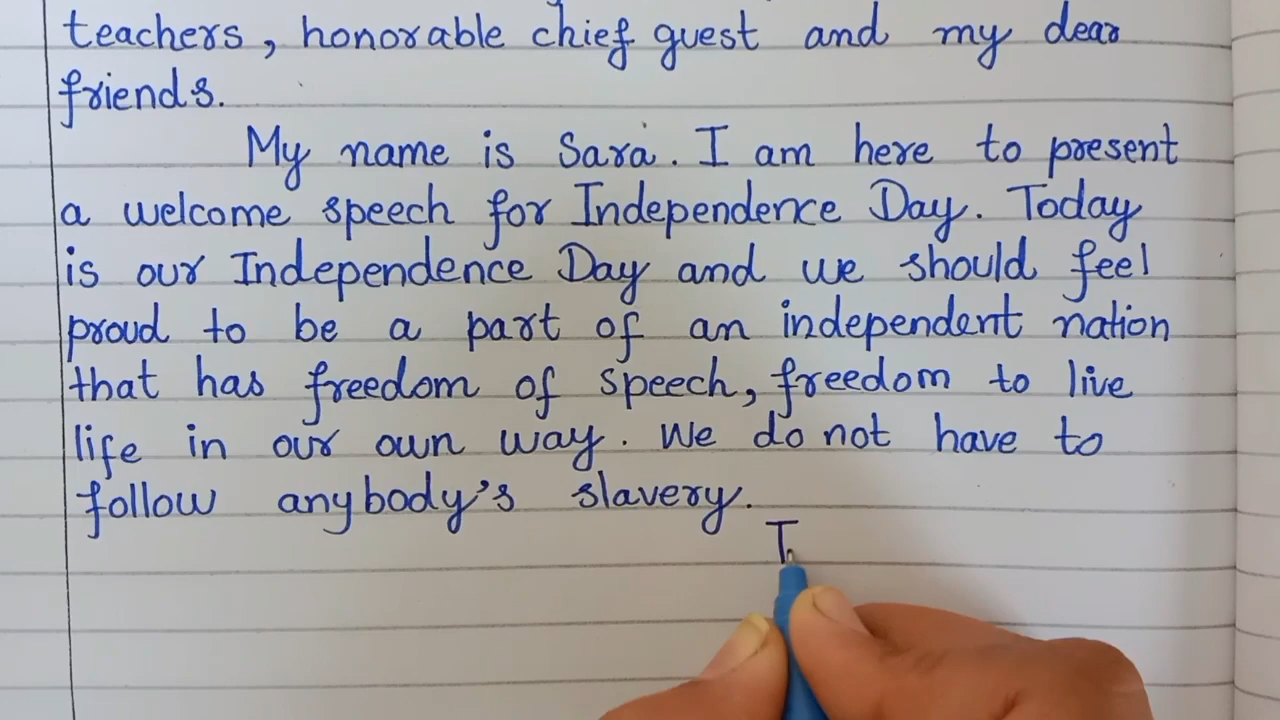 teachers, honorable chief guest and my dear
friends.
My name is Sara. I am here to present
a welcome speech for Independence Day. Today
is our Independence Day and we should feel
proud to be a part of an independent nation
that has freedom of speech, freedom to live
life in our own way. We do not have to
follow anybody's slavery.
T